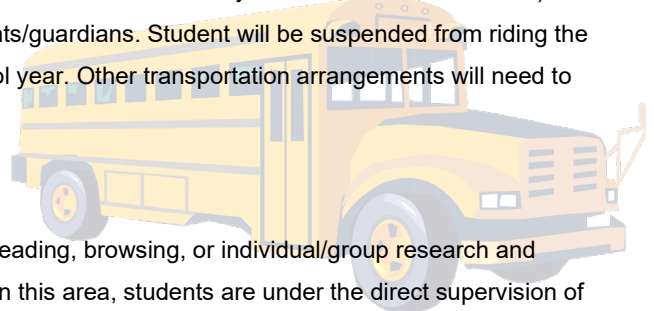 nts/guardians. Student will be suspended from riding the
ol year. Other transportation arrangements will need to
eading, browsing, or individual/group research and
n this area, students are under the direct supervision of